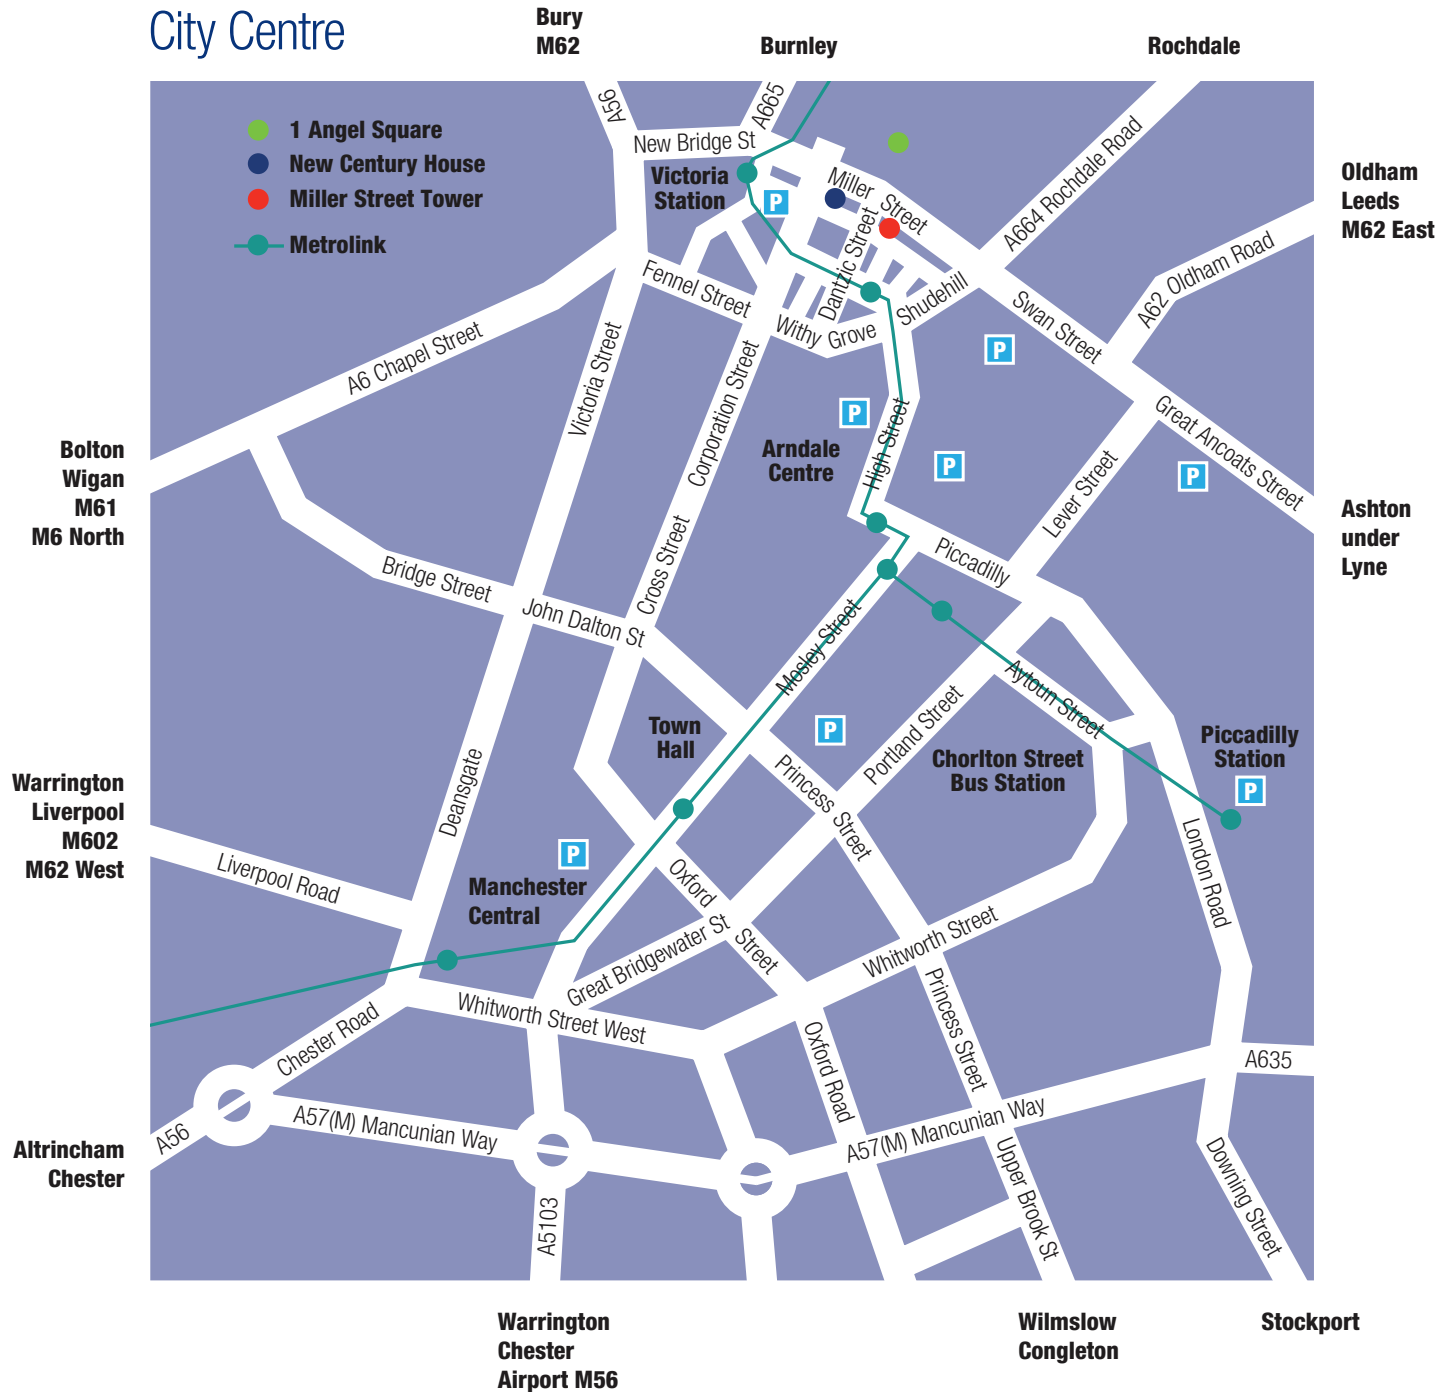 City Centre
Bury
M62
Burnley
Rochdale
A56
A665
1 Angel Square
New Century House
Miller Street Tower
Metrolink
New Bridge St
Victoria
Station
P
Miller Street
Dantzic Street
A664 Rochdale Road
Oldham
Leeds
M62 East
A62 Oldham Road
Fennel Street
Withy Grove
Shudehill
Swan Street
P
A6 Chapel Street
Victoria Street
Corporation Street
P
High Street
Arndale
Centre
P
Lever Street
Great Ancoats Street
P
Bolton
Wigan
M61
M6 North
Ashton
under
Lyne
Bridge Street
John Dalton St
Cross Street
Piccadilly
Mosley Street
Aytoun Street
Town
Hall
P
Portland Street
Princess Street
Chorlton Street
Bus Station
Piccadilly
Station
P
Deansgate
Warrington
Liverpool
M602
M62 West
Liverpool Road
P
Manchester
Central
Oxford Street
London Road
Great Bridgewater St
Whitworth Street
Whitworth Street West
Chester Road
Princess Street
Oxford Road
A635
A57(M) Mancunian Way
A57(M) Mancunian Way
A56
Altrincham
Chester
A5103
Upper Brook St
Downing Street
Warrington
Chester
Airport M56
Wilmslow
Congleton
Stockport